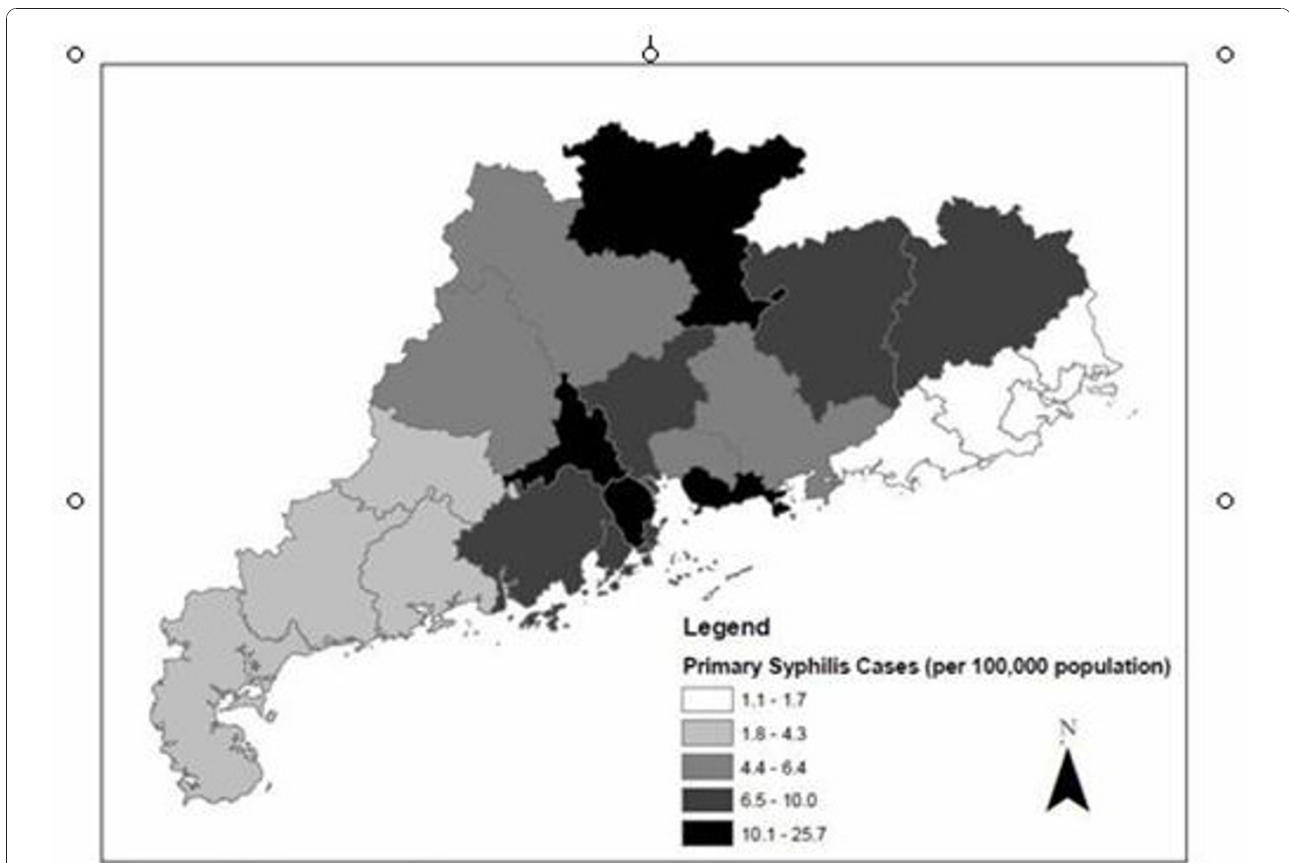 Legend
Primary Syphilis Cases (per 100,000 population)
1.1 - 1.7
1.8 - 4.3
4.4 - 6.4
6.5 - 10.0
10.1 - 25.7
N